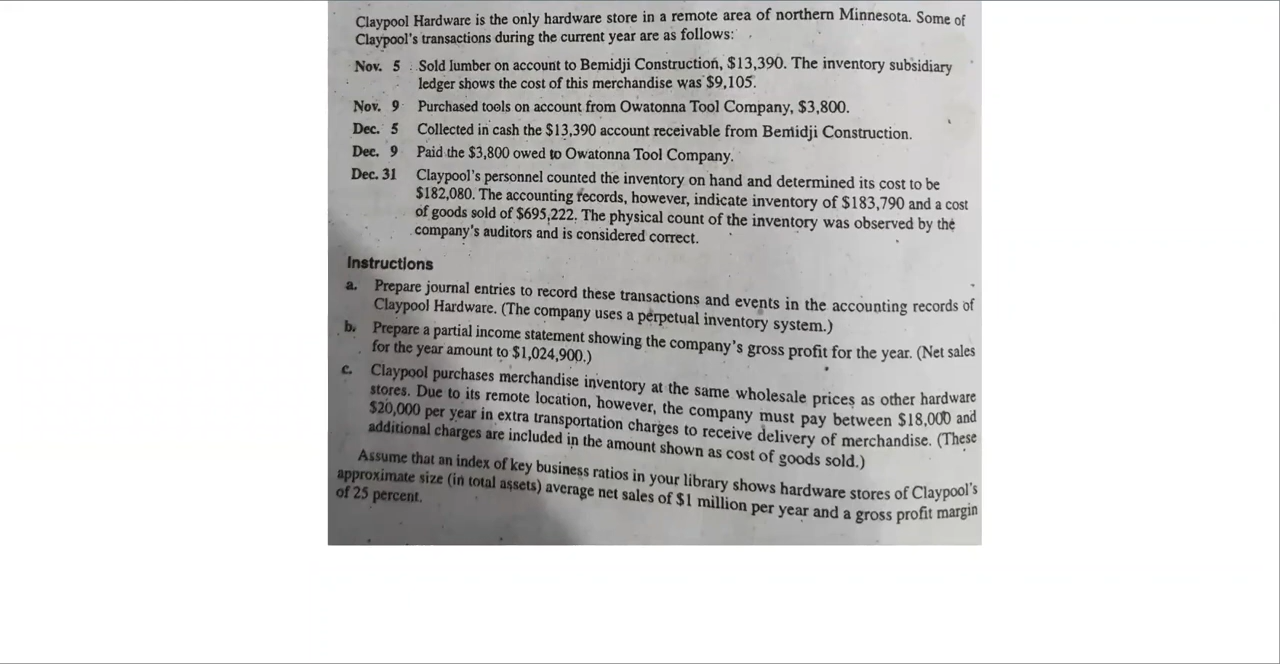 Claypool Hardware is the only hardware store in a remote area of northern Minnesota. Some of
Claypool's transactions during the current year are as follows:
Nov. 5 Sold lumber on account to Bemidji Construction, $13,390. The inventory subsidiary
ledger shows the cost of this merchandise was $9,105.
Nov. 9 Purchased tools on account from Owatonna Tool Company, $3,800.
Dec. 5 Collected in cash the $13,390 account receivable from Bemidji Construction.
Dec. 9 Paid the $3,800 owed to Owatonna Tool Company.
Dec. 31 Claypool's personnel counted the inventory on hand and determined its cost to be
$182,080. The accounting records, however, indicate inventory of $183,790 and a cost
of goods sold of $695,222. The physical count of the inventory was observed by the
company's auditors and is considered correct.
Instructions
a. Prepare journal entries to record these transactions and events in the accounting records of
Claypool Hardware. (The company uses a perpetual inventory system.)
b. Prepare a partial income statement showing the company's gross profit for the year. (Net sales
for the year amount to $1,024,900.)
c. Claypool purchases merchandise inventory at the same wholesale prices as other hardware
stores. Due to its remote location, however, the company must pay between $18,000 and
$20,000 per year in extra transportation charges to receive delivery of merchandise. (These
additional charges are included in the amount shown as cost of goods sold.)
Assume that an index of key business ratios in your library shows hardware stores of Claypool's
approximate size (in total assets) average net sales of $1 million per year and a gross profit margin
of 25 percent.